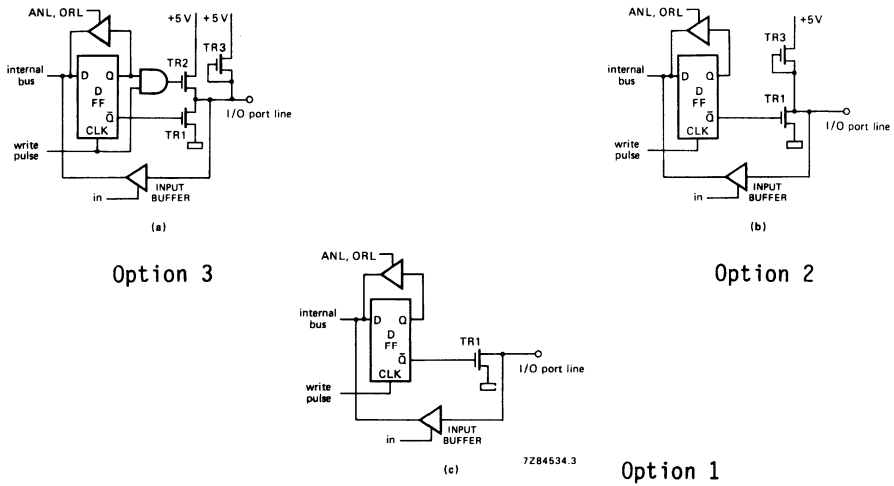 ANL, ORL
+5V +5V
TR3
TR2
internal bus
D Q
D FF
Q̅
TR1
CLK
I/O port line
write pulse
in
INPUT BUFFER
(a)
Option 3
ANL, ORL
+5V
TR3
internal bus
D Q
D FF
Q̅
TR1
CLK
I/O port line
write pulse
in
INPUT BUFFER
(b)
Option 2
ANL, ORL
internal bus
D Q
D FF
Q̅
TR1
CLK
I/O port line
write pulse
in
INPUT BUFFER
(c)
7Z84534.3
Option 1